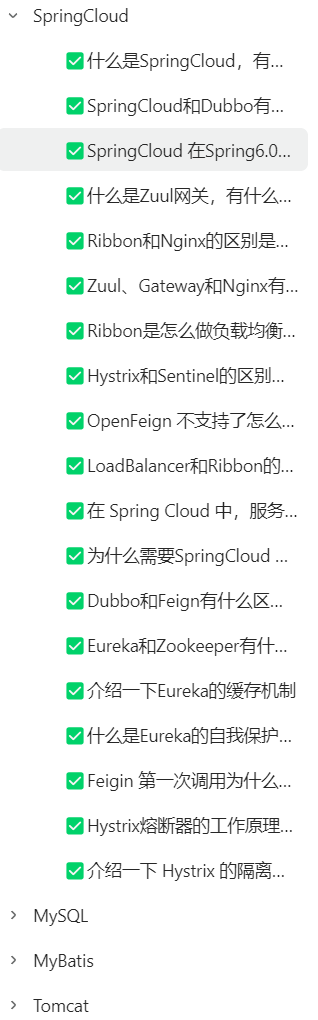 SpringCloud
什么是SpringCloud，有...
SpringCloud和Dubbo有...
SpringCloud 在Spring6.0...
什么是Zuul网关，有什么...
Ribbon和Nginx的区别是...
Zuul、Gateway和Nginx有...
Ribbon是怎么做负载均衡...
Hystrix和Sentinel的区别...
OpenFeign 不支持了怎么...
LoadBalancer和Ribbon的...
在 Spring Cloud 中，服务...
为什么需要SpringCloud ...
Dubbo和Feign有什么区...
Eureka和Zookeeper有什...
介绍一下Eureka的缓存机制
什么是Eureka的自我保护...
Feigin 第一次调用为什么...
Hystrix熔断器的工作原理...
介绍一下 Hystrix 的隔离...
MySQL
MyBatis
Tomcat